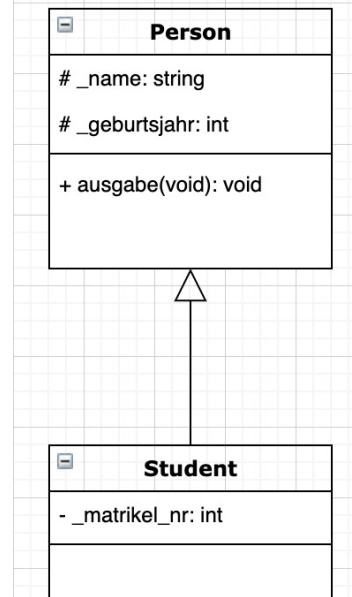 Person
# _name: string
# _geburtsjahr: int
+ ausgabe(void): void
Student
- _matrikel_nr: int